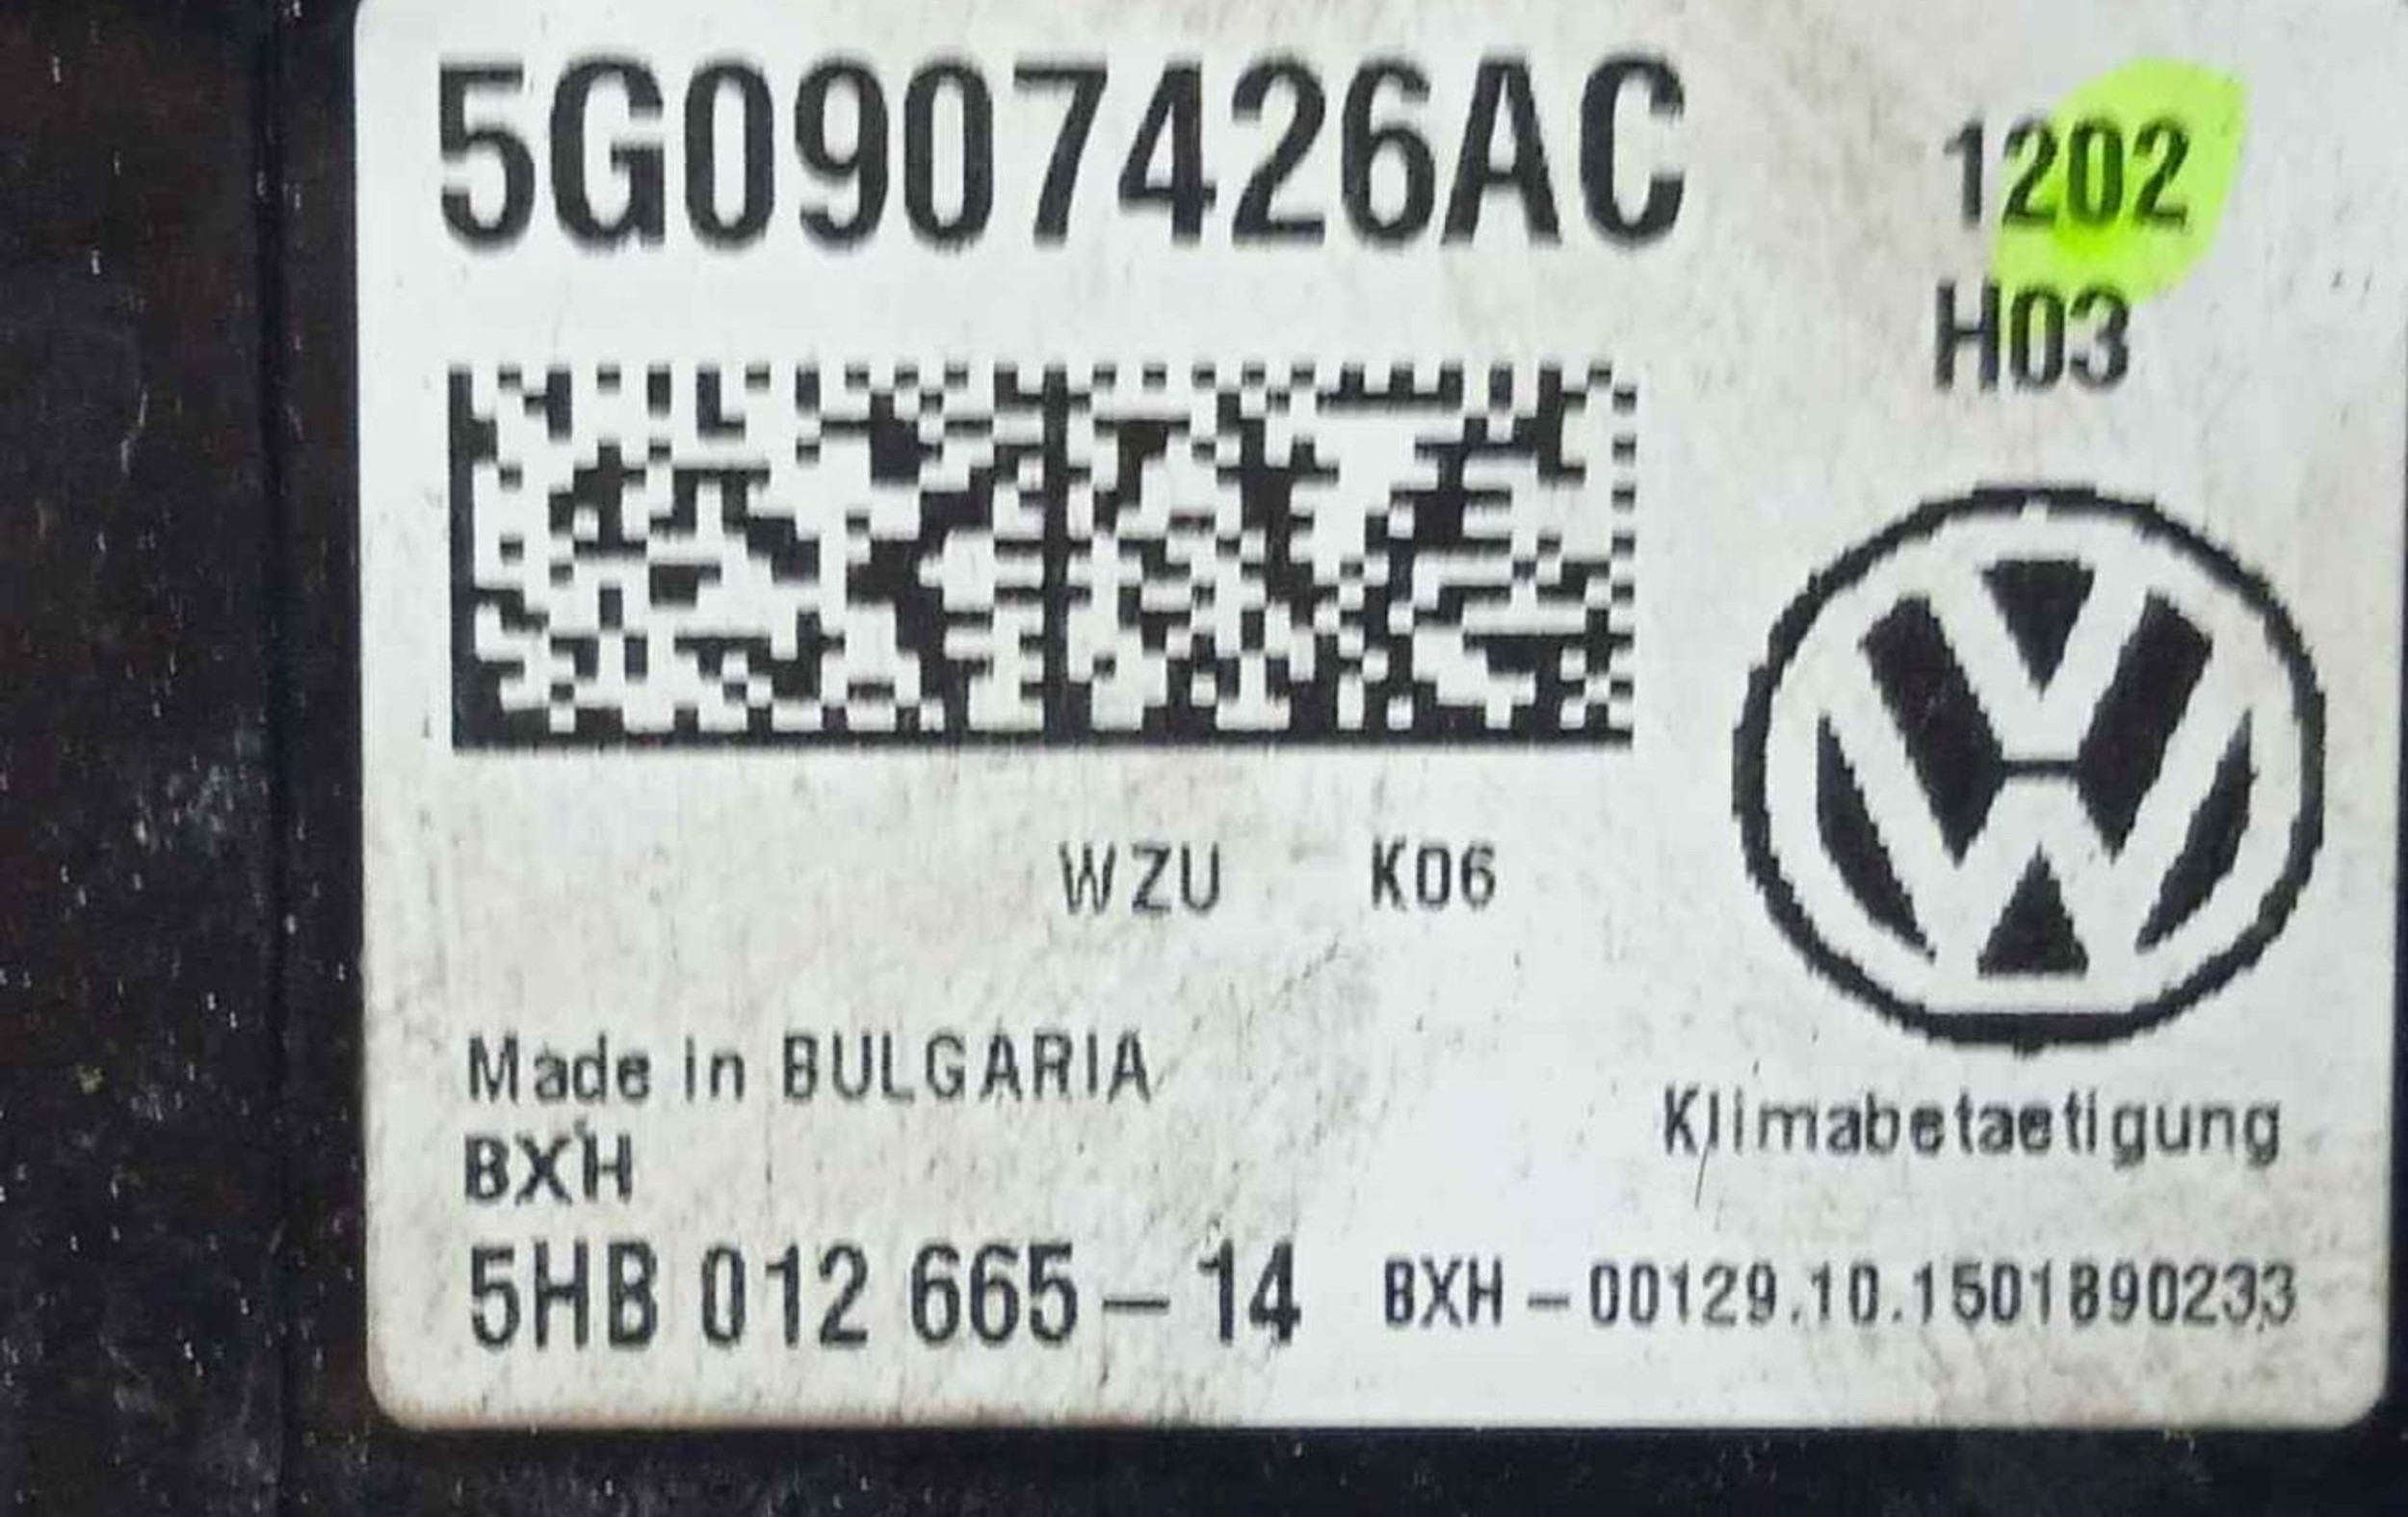 5G0907426AC
1202
H03
WZU K06
Made in BULGARIA
BXH
Klimabetaetigung
5HB 012 665-14 BXH-00129.10.1501890233